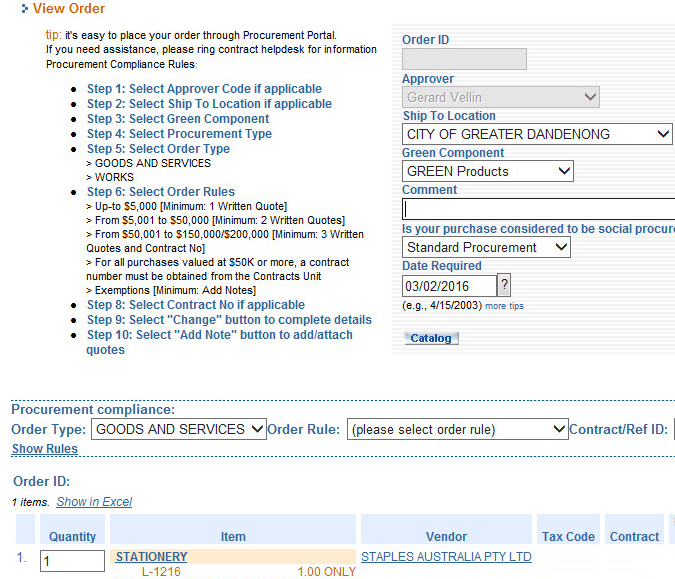 View Order
tip: it's easy to place your order through Procurement Portal.
If you need assistance, please ring contract helpdesk for information
Procurement Compliance Rules:
Step 1: Select Approver Code if applicable
Step 2: Select Ship To Location if applicable
Step 3: Select Green Component
Step 4: Select Procurement Type
Step 5: Select Order Type
> GOODS AND SERVICES
> WORKS
Step 6: Select Order Rules
> Up-to $5,000 [Minimum: 1 Written Quote]
> From $5,001 to $50,000 [Minimum: 2 Written Quotes]
> From $50,001 to $150,000/$200,000 [Minimum: 3 Written
Quotes and Contract No]
> For all purchases valued at $50K or more, a contract
number must be obtained from the Contracts Unit
> Exemptions [Minimum: Add Notes]
Step 8: Select Contract No if applicable
Step 9: Select "Change" button to complete details
Step 10: Select "Add Note" button to add/attach
quotes
Order ID
Approver
Gerard Vellin
Ship To Location
CITY OF GREATER DANDENONG
Green Component
GREEN Products
Comment
Is your purchase considered to be social procure
Standard Procurement
Date Required
03/02/2016 ?
(e.g., 4/15/2003) more tips
Catalog
Procurement compliance:
Order Type: GOODS AND SERVICES Order Rule: (please select order rule) Contract/Ref ID:
Show Rules
Order ID:
1 items. Show in Excel
Quantity Item Vendor Tax Code Contract
1. 1 STATIONERY STAPLES AUSTRALIA PTY LTD
L-1216 1.00 ONLY